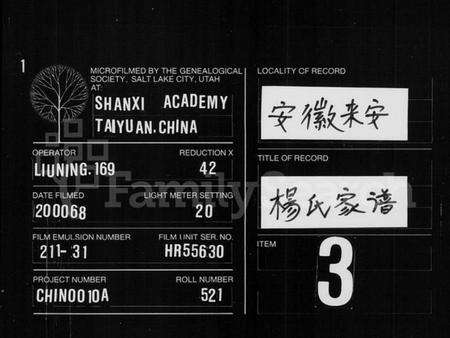 1
MICROFILMED BY THE GENEALOGICAL
SOCIETY, SALT LAKE CITY, UTAH
AT:
SHANXI ACADEMY
TAIYUAN.CHINA
OPERATOR REDUCTION X
LIUNING.169 42
DATE FILMED LIGHT METER SETTING
200068 20
FILM EMULSION NUMBER FILM UNIT SER. NO.
211-31 HR55630
PROJECT NUMBER ROLL NUMBER
CHINO010A 521
LOCALITY OF RECORD
安徽来安
TITLE OF RECORD
楊氏家谱
ITEM
3
FamilySearch